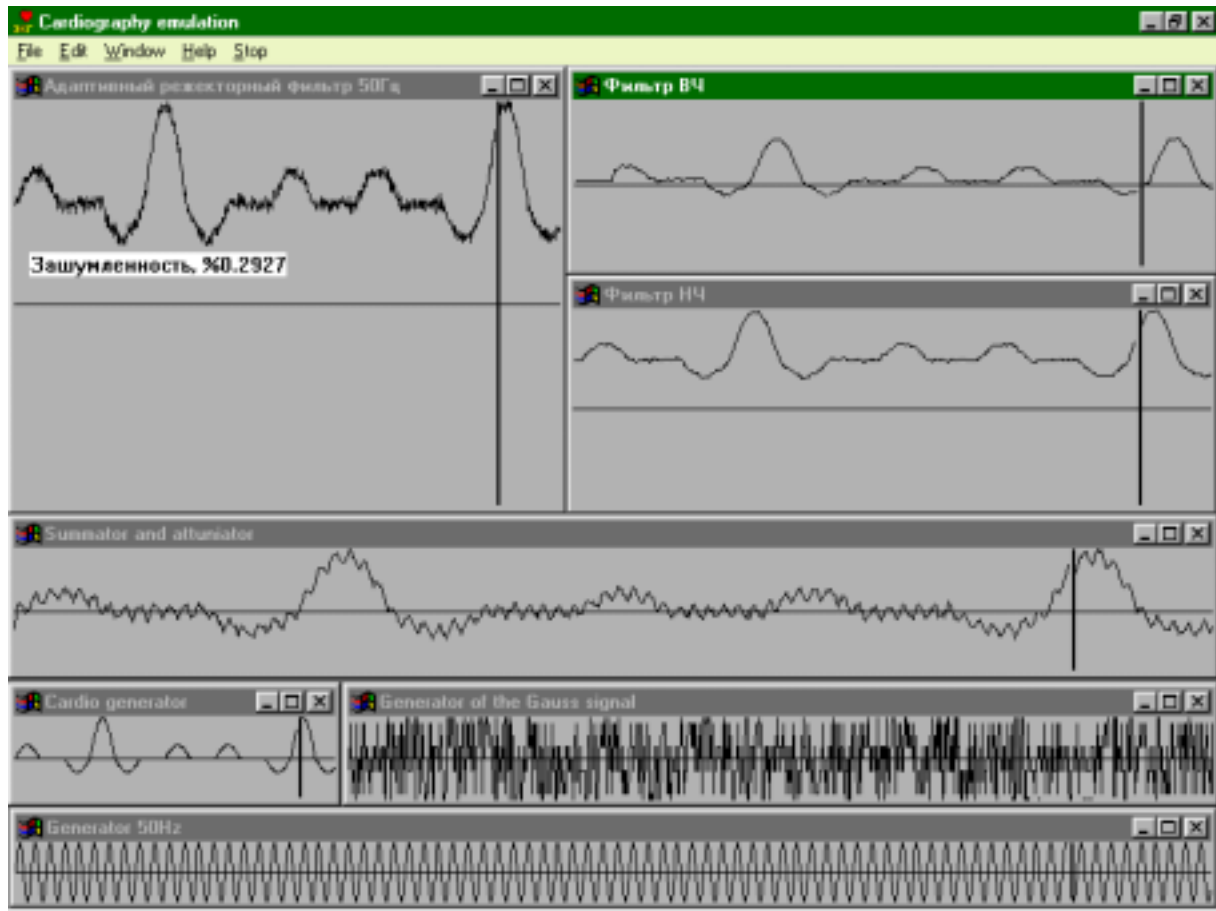 Cardiography emulation
File Edit Window Help Stop
Адаптивный режекторный фильтр 50Гц
Зашумленность, %0.2927
Фильтр ВЧ
Фильтр НЧ
Summator and attuniator
Cardio generator
Generator of the Gauss signal
Generator 50Hz